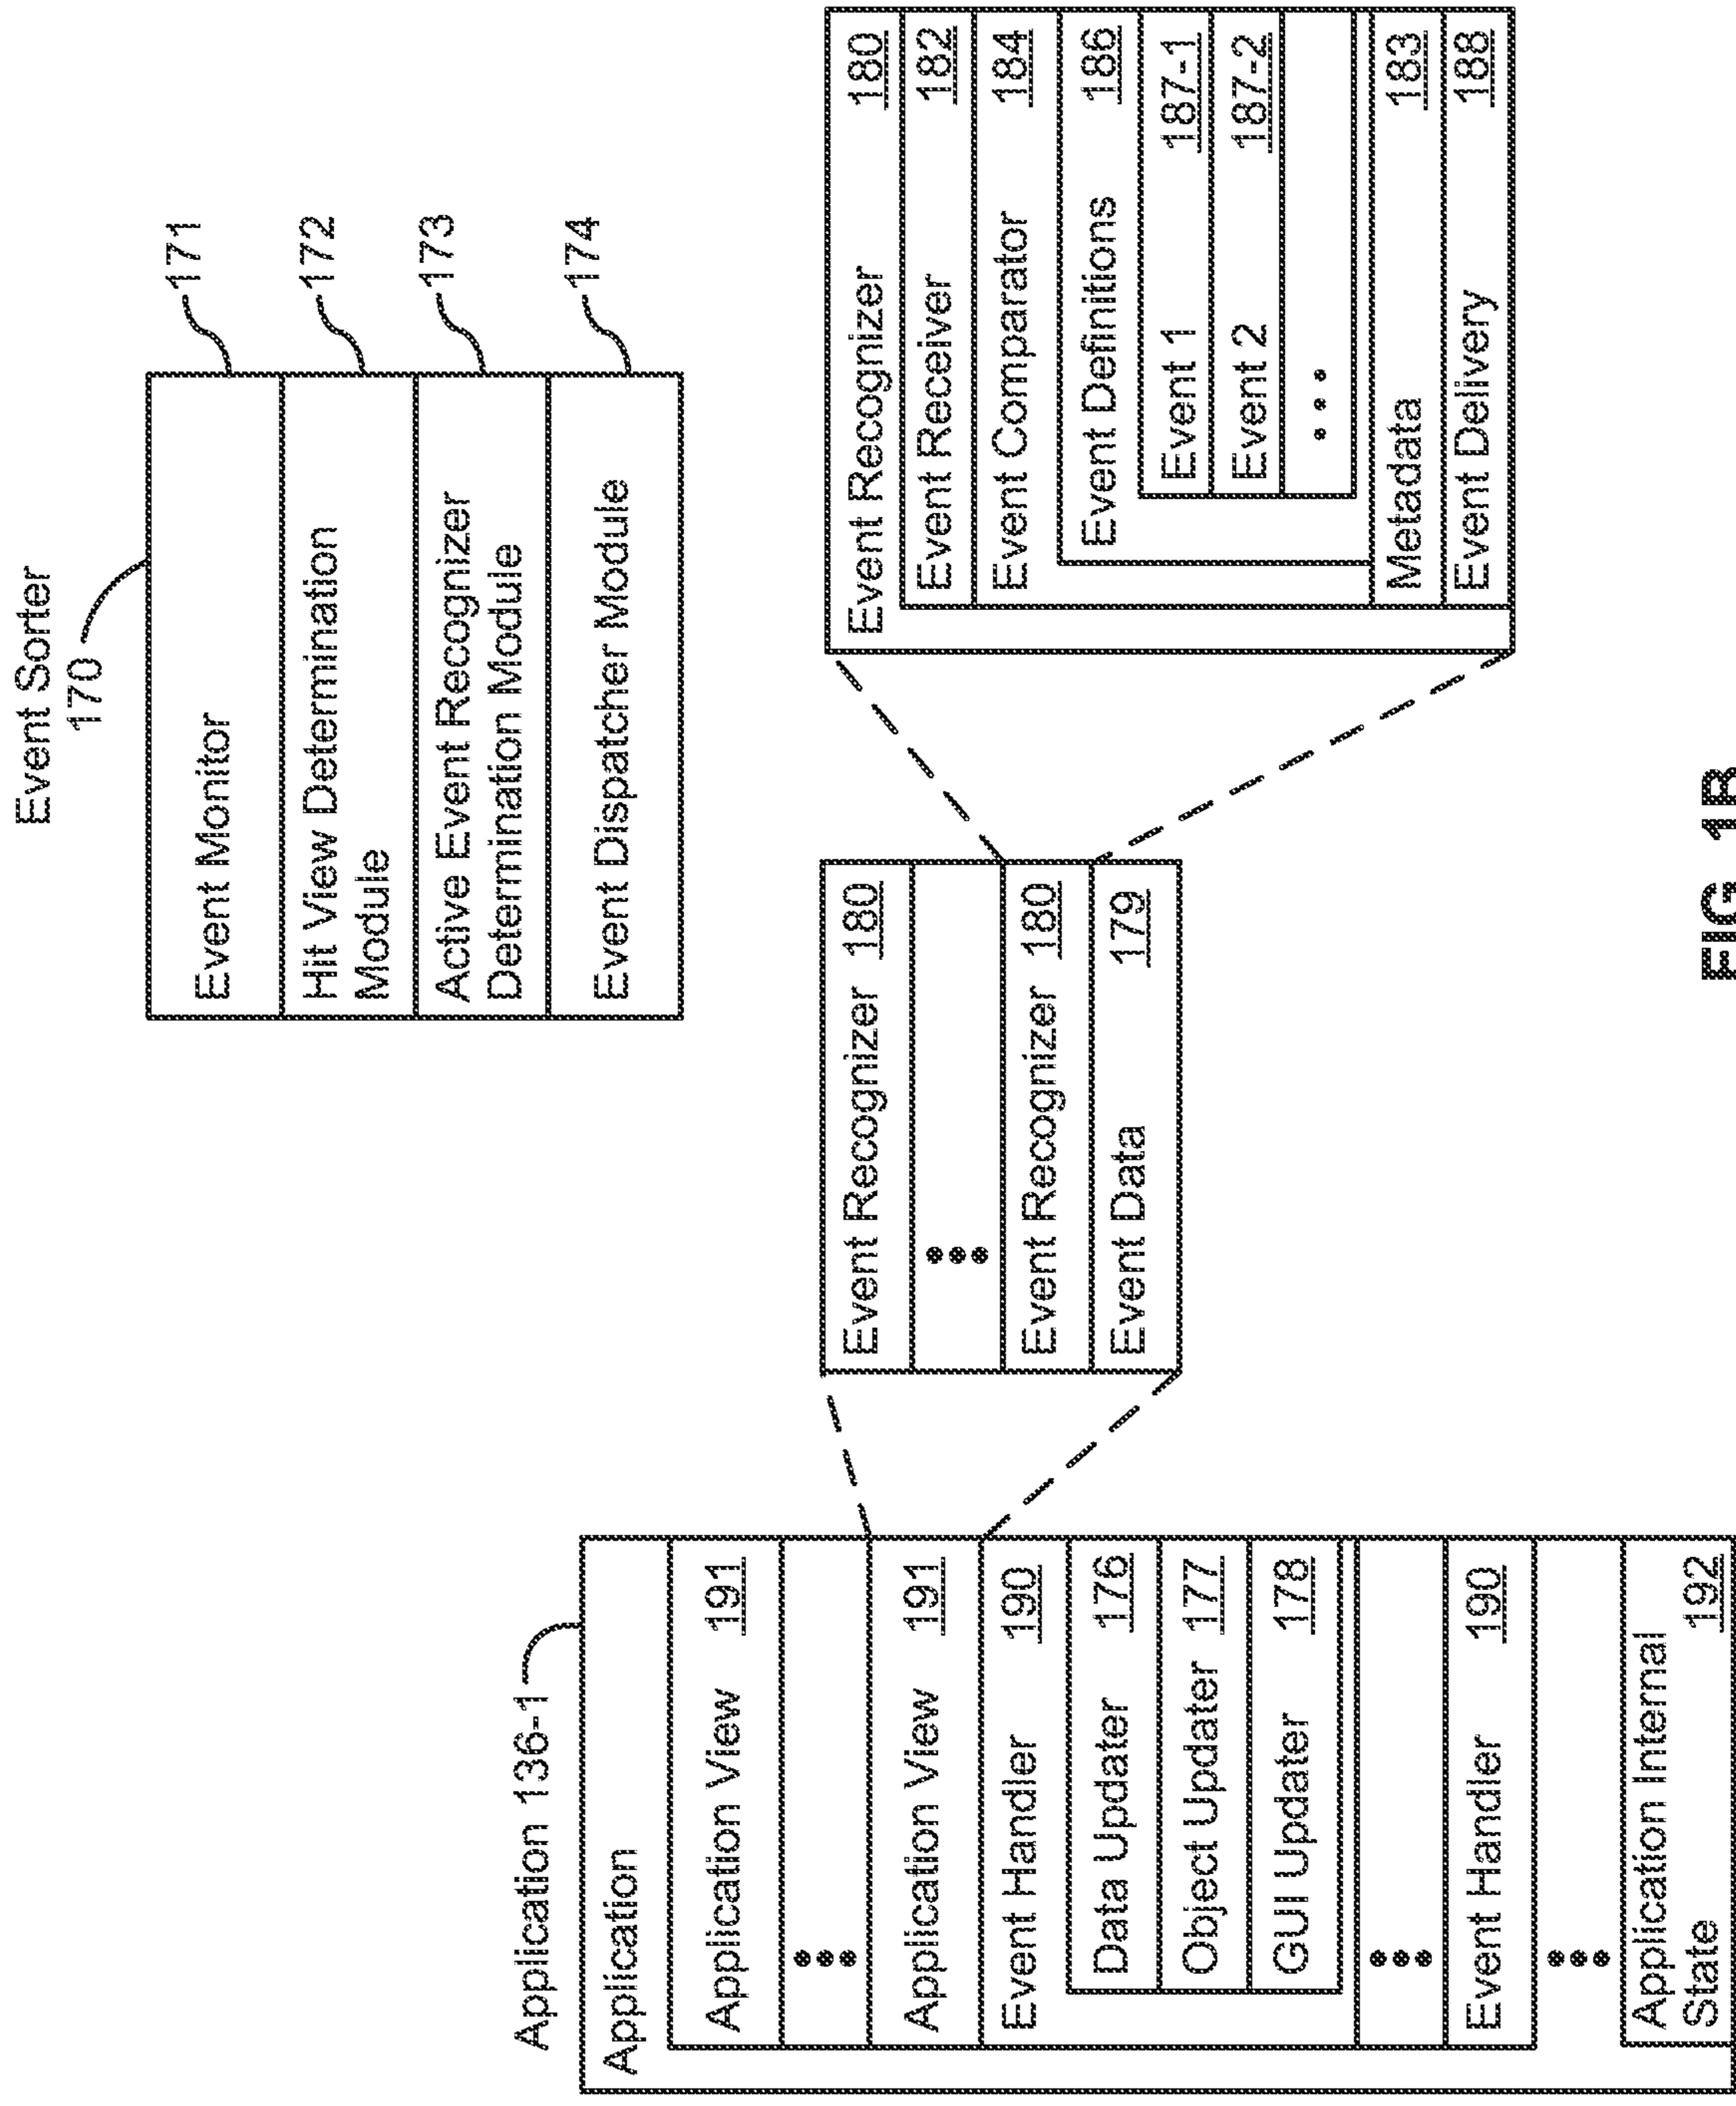 Event Sorter
170
Event Monitor
171
Hit View Determination
Module
172
Active Event Recognizer
Determination Module
173
Event Dispatcher Module
174
Application 136-1
Application
Application View 191
Application View 191
Event Handler 190
Data Updater 176
Object Updater 177
GUI Updater 178
Event Handler 190
Application Internal
State 192
Event Recognizer 180
Event Recognizer 180
Event Data 179
Event Recognizer 180
Event Receiver 182
Event Comparator 184
Event Definitions 186
Event 1 187-1
Event 2 187-2
Metadata 183
Event Delivery 188
FIG. 1B